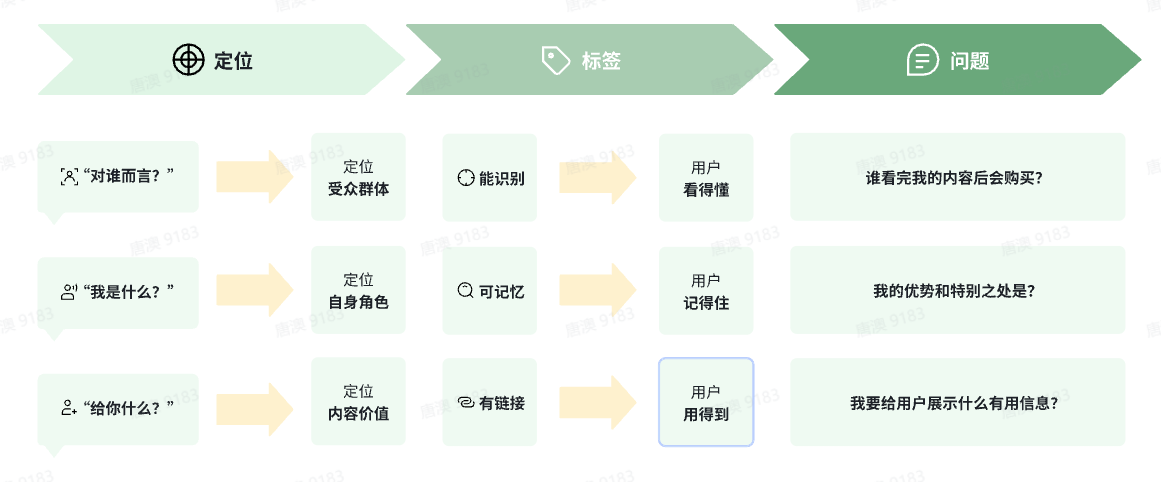 定位
标签
问题
“对谁而言？”
定位
受众群体
能识别
用户
看得懂
谁看完我的内容后会购买？
“我是什么？”
定位
自身角色
可记忆
用户
记得住
我的优势和特别之处是？
“给你什么？”
定位
内容价值
有链接
用户
用得到
我要给用户展示什么有用信息？
唐澳 9183